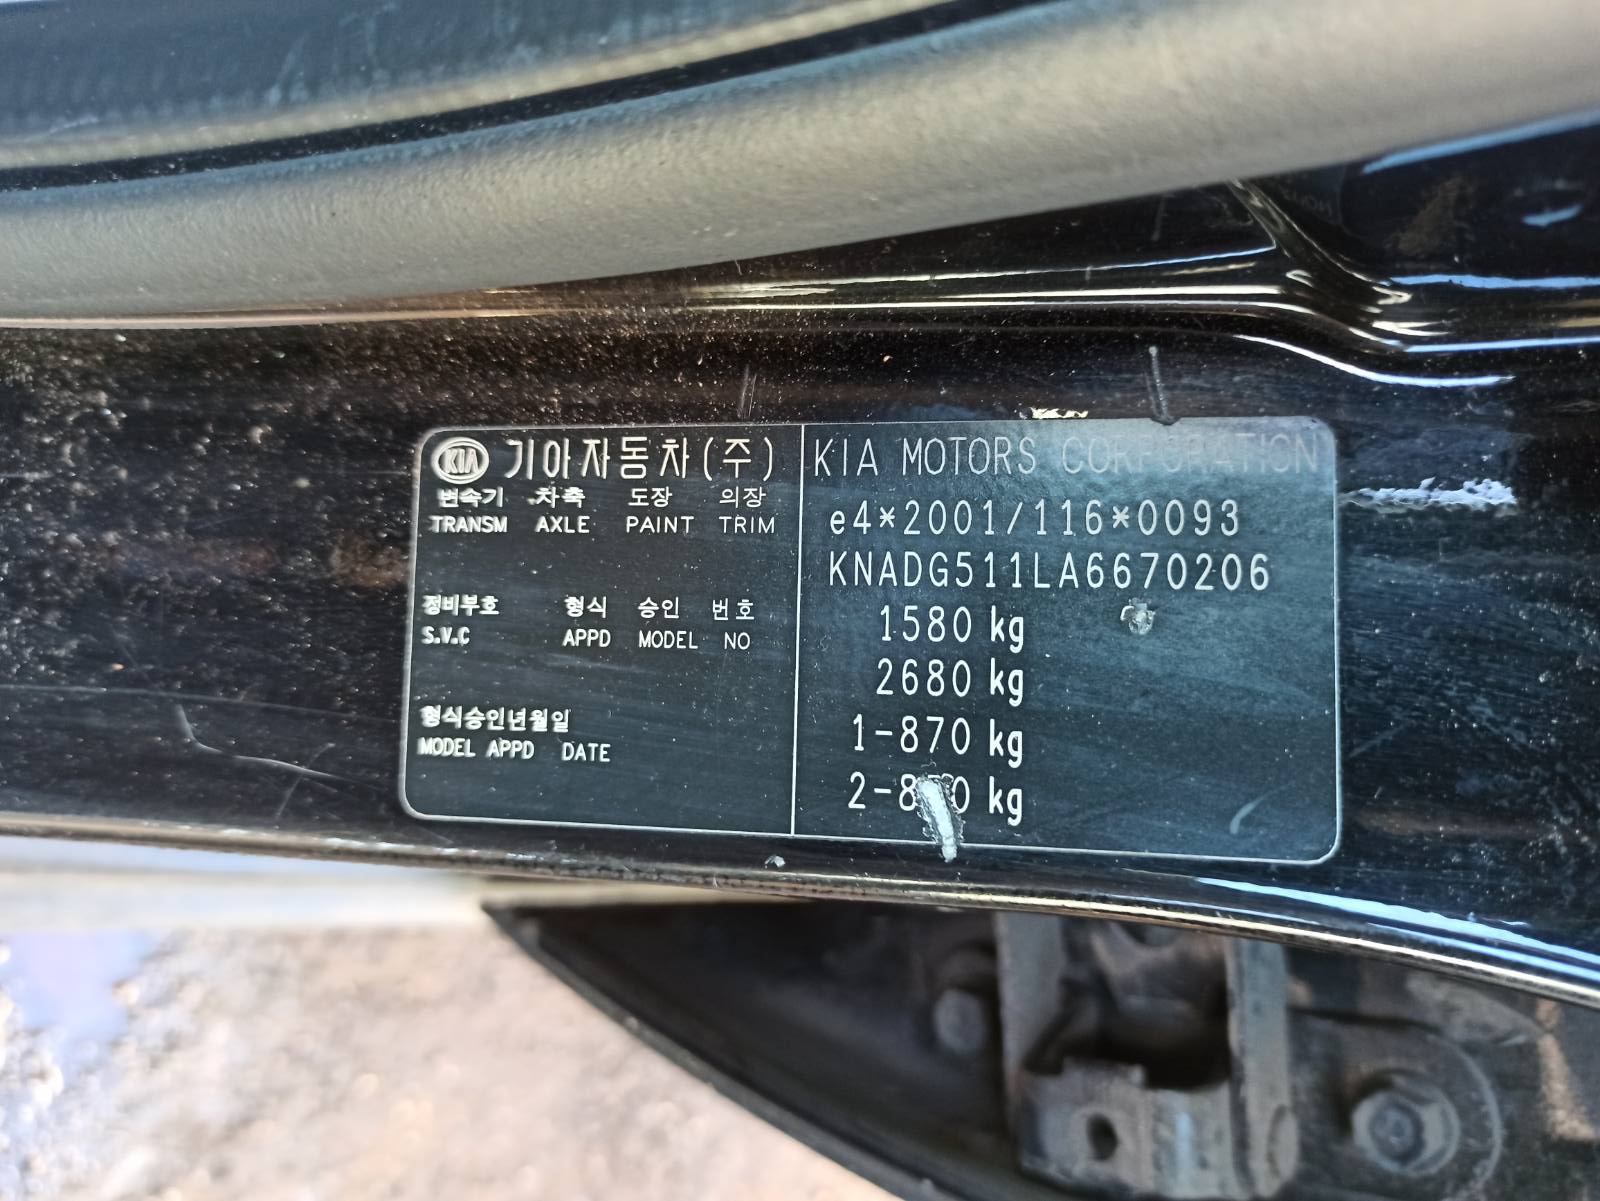 KIA 기아자동차(주)
변속기 차축 도장 의장
TRANSM AXLE PAINT TRIM
정비부호 형식 승인 번호
S.V.C APPD MODEL NO
형식승인년월일
MODEL APPD DATE
KIA MOTORS CORPORATION
e4*2001/116*0093
KNADG511LA6670206
1580 kg
2680 kg
1-870 kg
kg